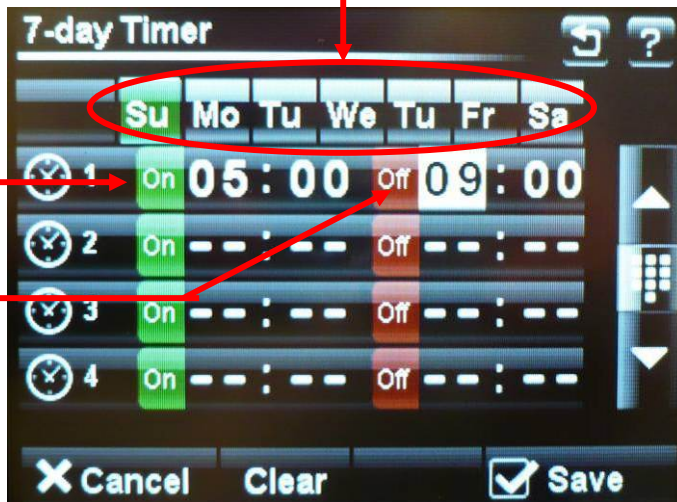 7-day Timer ?
Su Mo Tu We Tu Fr Sa
1 On 05:00 Off 09:00
2 On --:-- Off --:--
3 On --:-- Off --:--
4 On --:-- Off --:--
Cancel Clear Save